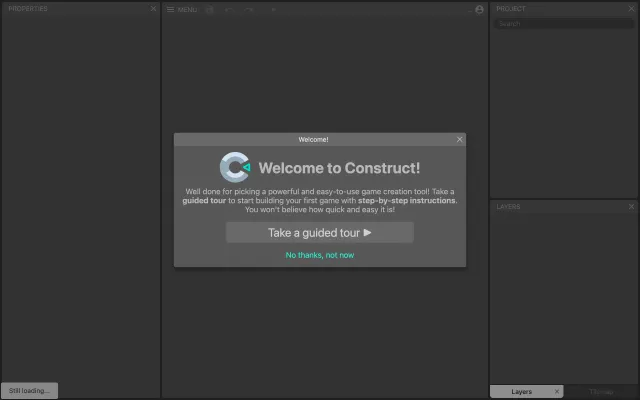 PROPERTIES
MENU
PROJECT
Search
Welcome!
Welcome to Construct!
Well done for picking a powerful and easy-to-use game creation tool! Take a
guided tour to start building your first game with step-by-step instructions.
You won't believe how quick and easy it is!
Take a guided tour
No thanks, not now
LAYERS
Still loading...
Layers